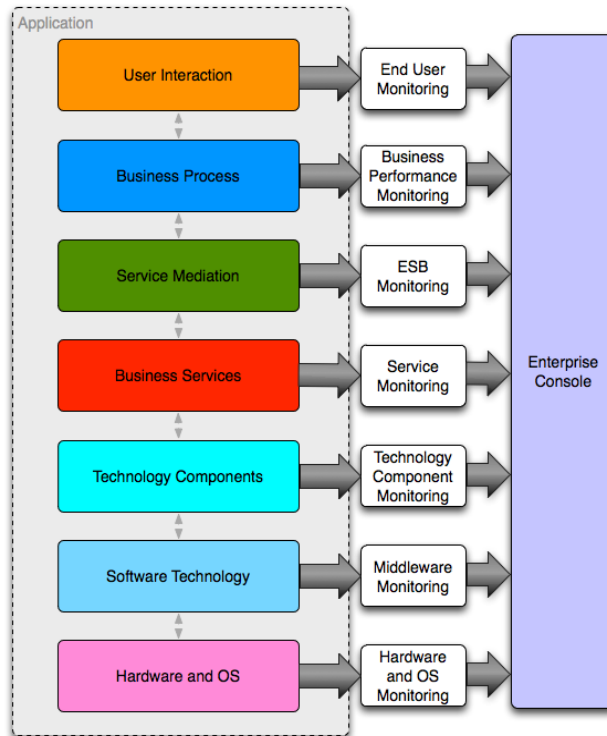 Application
User Interaction
End User
Monitoring
Business Process
Business
Performance
Monitoring
Service Mediation
ESB
Monitoring
Business Services
Service
Monitoring
Enterprise
Console
Technology Components
Technology
Component
Monitoring
Software Technology
Middleware
Monitoring
Hardware and OS
Hardware
and OS
Monitoring